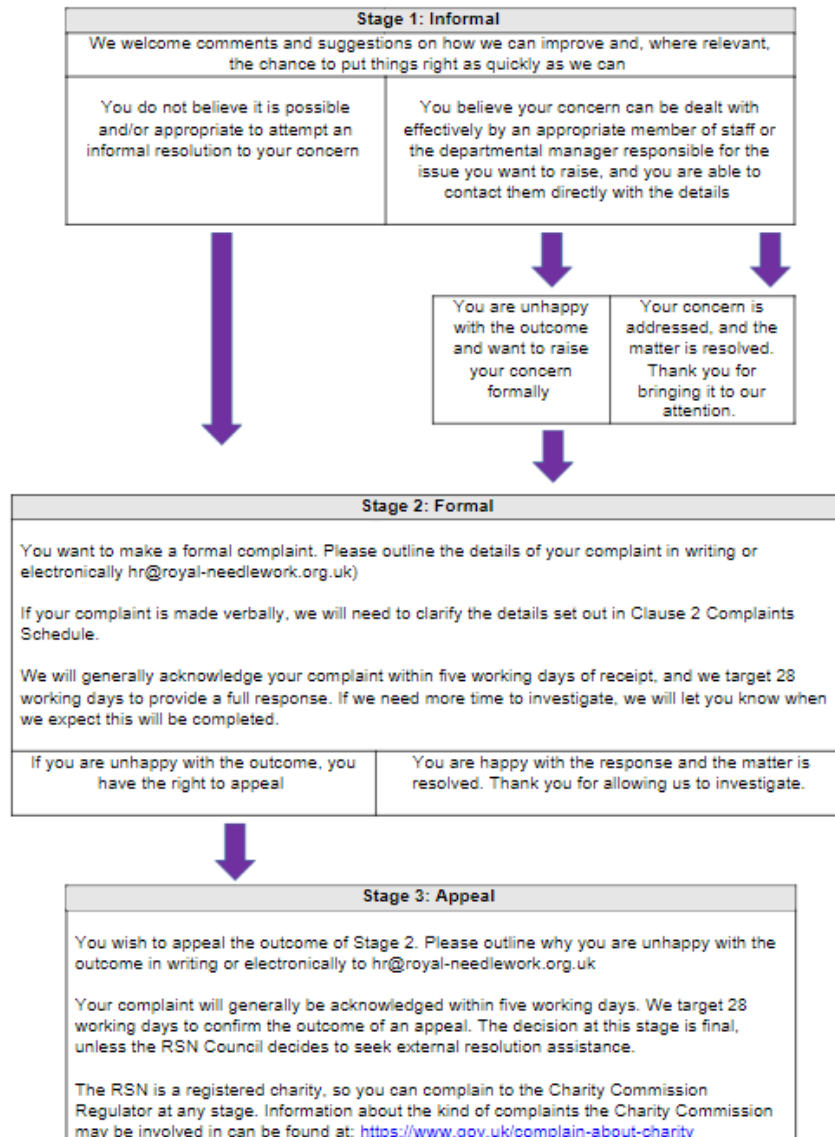 Stage 1: Informal
We welcome comments and suggestions on how we can improve and, where relevant,
the chance to put things right as quickly as we can
You do not believe it is possible
and/or appropriate to attempt an
informal resolution to your concern
You believe your concern can be dealt with
effectively by an appropriate member of staff or
the departmental manager responsible for the
issue you want to raise, and you are able to
contact them directly with the details
You are unhappy
with the outcome
and want to raise
your concern
formally
Your concern is
addressed, and the
matter is resolved.
Thank you for
bringing it to our
attention.
Stage 2: Formal
You want to make a formal complaint. Please outline the details of your complaint in writing or
electronically hr@royal-needlework.org.uk)
If your complaint is made verbally, we will need to clarify the details set out in Clause 2 Complaints
Schedule.
We will generally acknowledge your complaint within five working days of receipt, and we target 28
working days to provide a full response. If we need more time to investigate, we will let you know when
we expect this will be completed.
If you are unhappy with the outcome, you
have the right to appeal
You are happy with the response and the matter is
resolved. Thank you for allowing us to investigate.
Stage 3: Appeal
You wish to appeal the outcome of Stage 2. Please outline why you are unhappy with the
outcome in writing or electronically to hr@royal-needlework.org.uk
Your complaint will generally be acknowledged within five working days. We target 28
working days to confirm the outcome of an appeal. The decision at this stage is final,
unless the RSN Council decides to seek external resolution assistance.
The RSN is a registered charity, so you can complain to the Charity Commission
Regulator at any stage. Information about the kind of complaints the Charity Commission
may be involved in can be found at: https://www.gov.uk/complain-about-charity